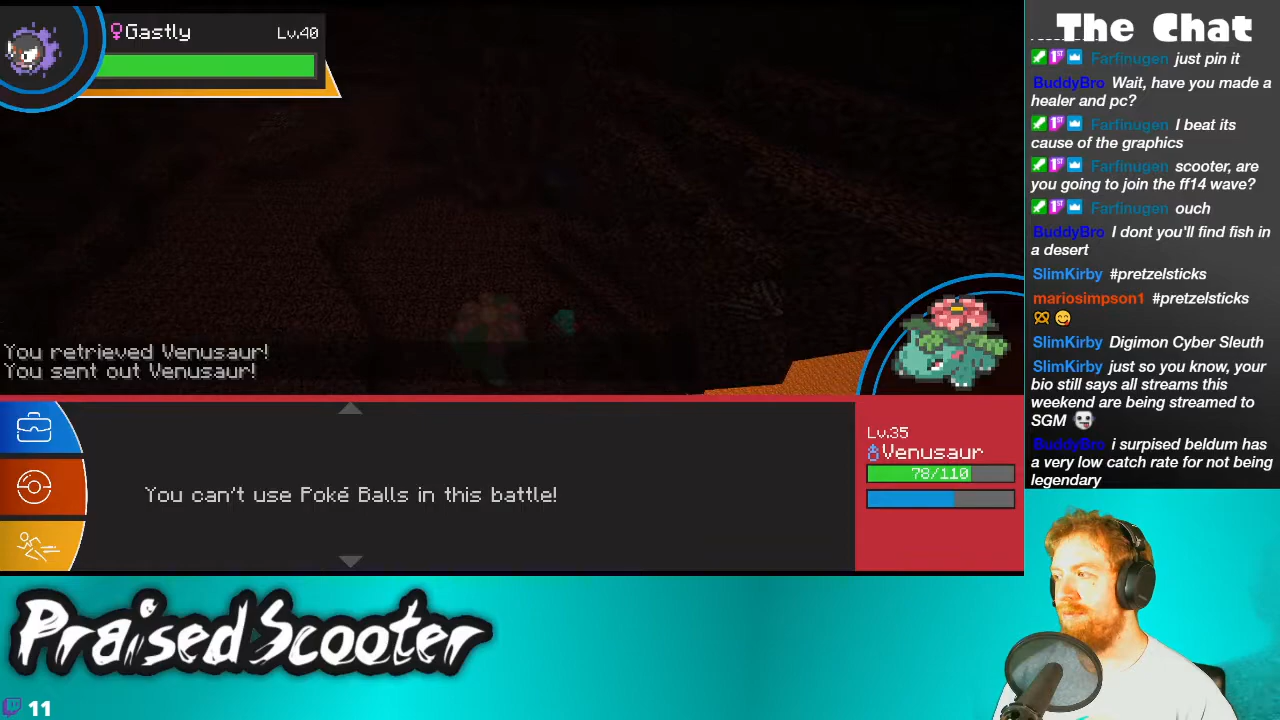 ♀Gastly
Lv.40
You retrieved Venusaur!
You sent out Venusaur!
You can't use Poké Balls in this battle!
Lv.35
Venusaur
78/110
PraisedScooter
11
The Chat
Farfinugen just pin it
BuddyBro Wait, have you made a
healer and pc?
Farfinugen I beat its
cause of the graphics
Farfinugen scooter, are
you going to join the ff14 wave?
Farfinugen ouch
BuddyBro I dont you'll find fish in
a desert
SlimKirby #pretzelsticks
mariosimpson1 #pretzelsticks
SlimKirby Digimon Cyber Sleuth
SlimKirby just so you know, your
bio still says all streams this
weekend are being streamed to
SGM
BuddyBro i surpised beldum has
a very low catch rate for not being
legendary